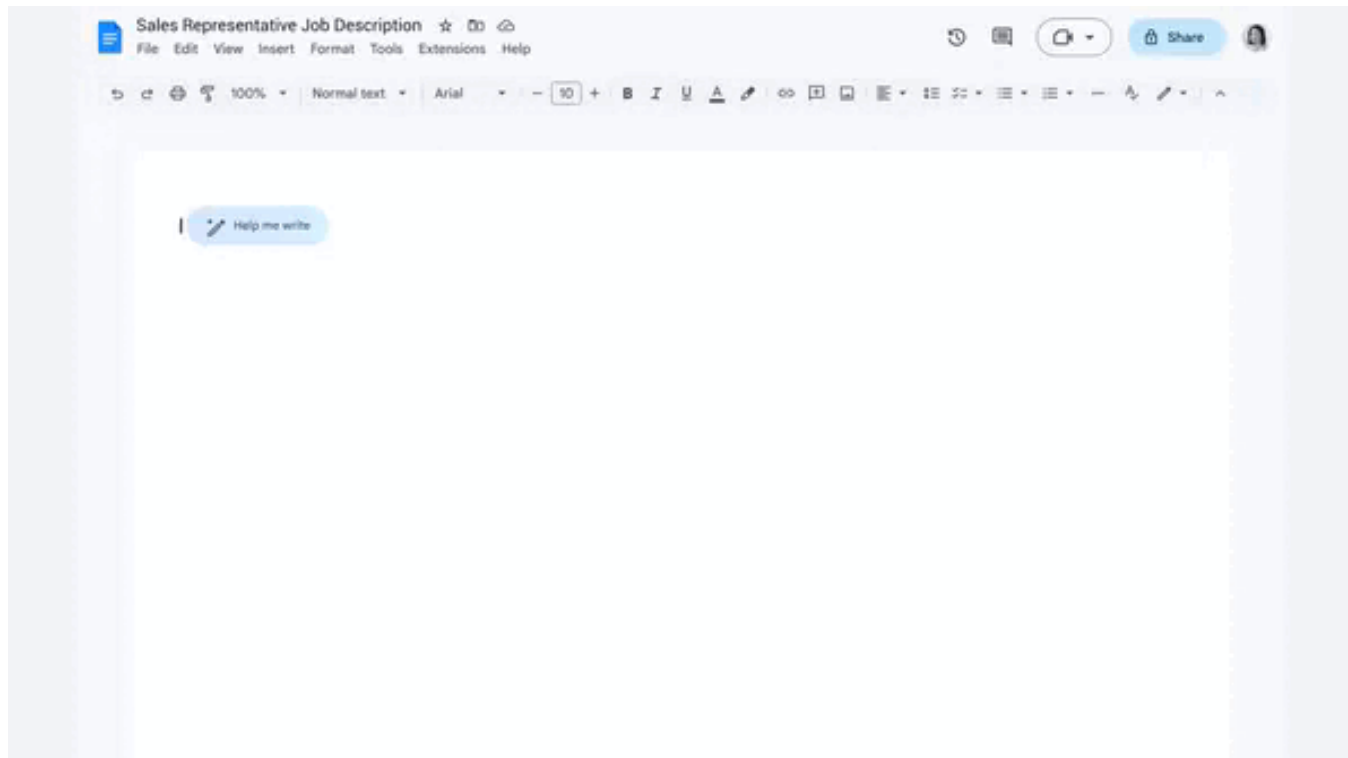 Sales Representative Job Description
File Edit View Insert Format Tools Extensions Help
Share
100% Normal text Arial - 10 + B I U A
Help me write